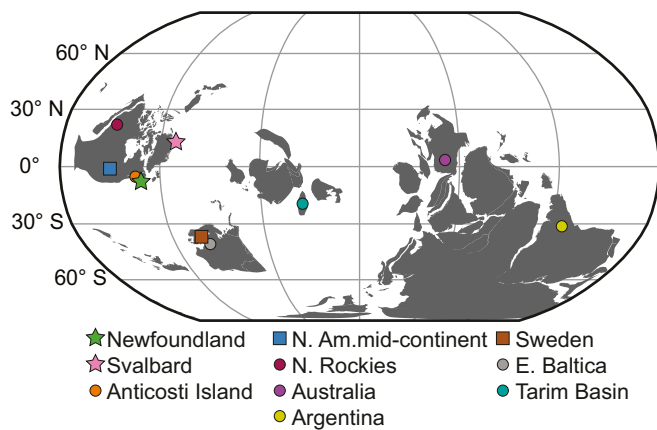 60° N
30° N
0°
30° S
60° S
Newfoundland N. Am.mid-continent Sweden
Svalbard N. Rockies E. Baltica
Anticosti Island Australia Tarim Basin
Argentina